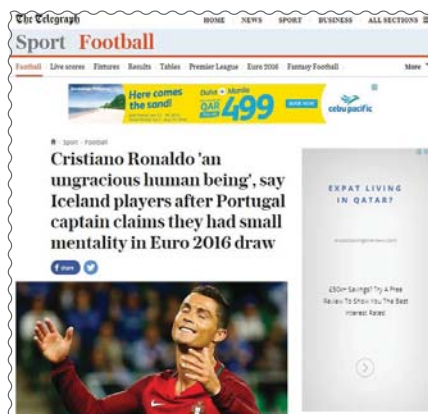 The Telegraph
HOME NEWS SPORT BUSINESS ALL SECTIONS
Sport Football
Football Live scores Fixtures Results Tables Premier League Euro 2016 Fantasy Football More
Here comes
the sand!
Doha Manila
QAR 499
BOOK NOW
cebu pacific
Sport Football
Cristiano Ronaldo 'an
ungracious human being', say
Iceland players after Portugal
captain claims they had small
mentality in Euro 2016 draw
f share
EXPAT LIVING
IN QATAR?
£50k+ Savings? Try A Free
Review To Show You The Best
Interest Rates